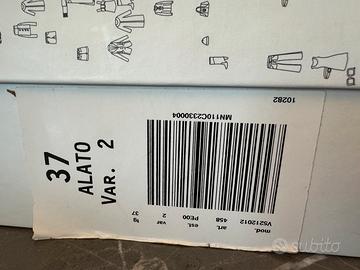 37
ALATO
VAR. 2
mod. VS212012
art. 458
est. PE00
var 2
tg 37
MN110C2330004
10282
subito